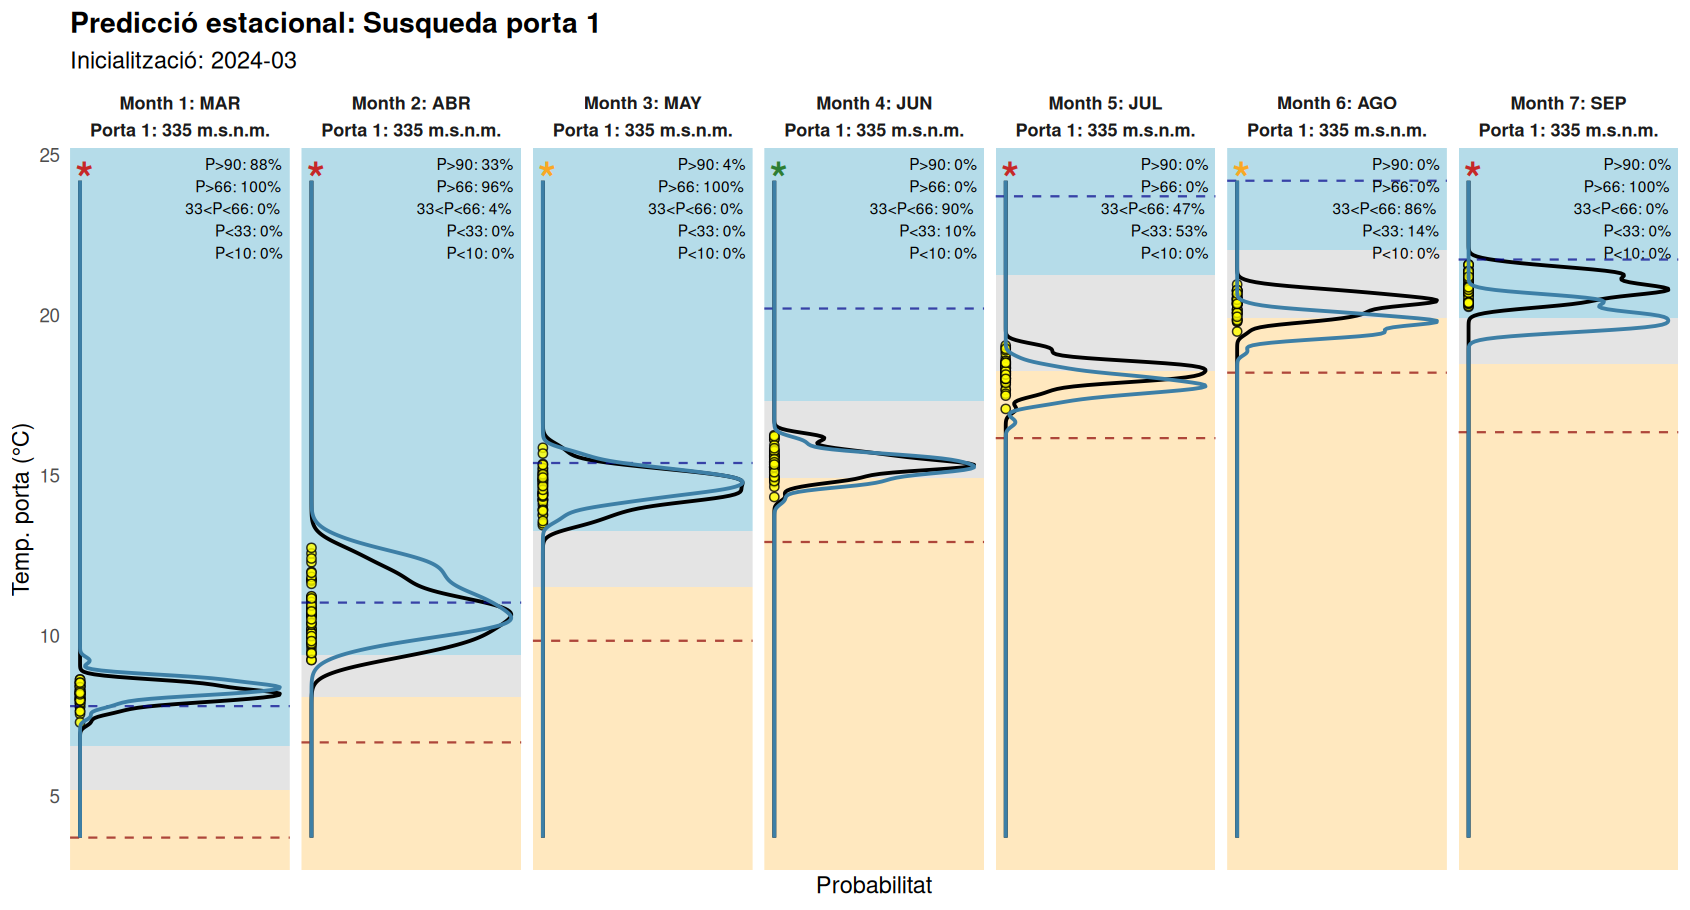 Predicció estacional: Susqueda porta 1
Inicialització: 2024-03
Month 1: MAR
Porta 1: 335 m.s.n.m.
Month 2: ABR
Porta 1: 335 m.s.n.m.
Month 3: MAY
Porta 1: 335 m.s.n.m.
Month 4: JUN
Porta 1: 335 m.s.n.m.
Month 5: JUL
Porta 1: 335 m.s.n.m.
Month 6: AGO
Porta 1: 335 m.s.n.m.
Month 7: SEP
Porta 1: 335 m.s.n.m.
Temp. porta (°C)
25
20
15
10
5
*
P>90: 88%
P>66: 100%
33<P<66: 0%
P<33: 0%
P<10: 0%
*
P>90: 33%
P>66: 96%
33<P<66: 4%
P<33: 0%
P<10: 0%
*
P>90: 4%
P>66: 100%
33<P<66: 0%
P<33: 0%
P<10: 0%
*
P>90: 0%
P>66: 0%
33<P<66: 90%
P<33: 10%
P<10: 0%
*
P>90: 0%
P>66: 0%
33<P<66: 47%
P<33: 53%
P<10: 0%
*
P>90: 0%
P>66: 0%
33<P<66: 86%
P<33: 14%
P<10: 0%
*
P>90: 0%
P>66: 100%
33<P<66: 0%
P<33: 0%
P<10: 0%
Probabilitat